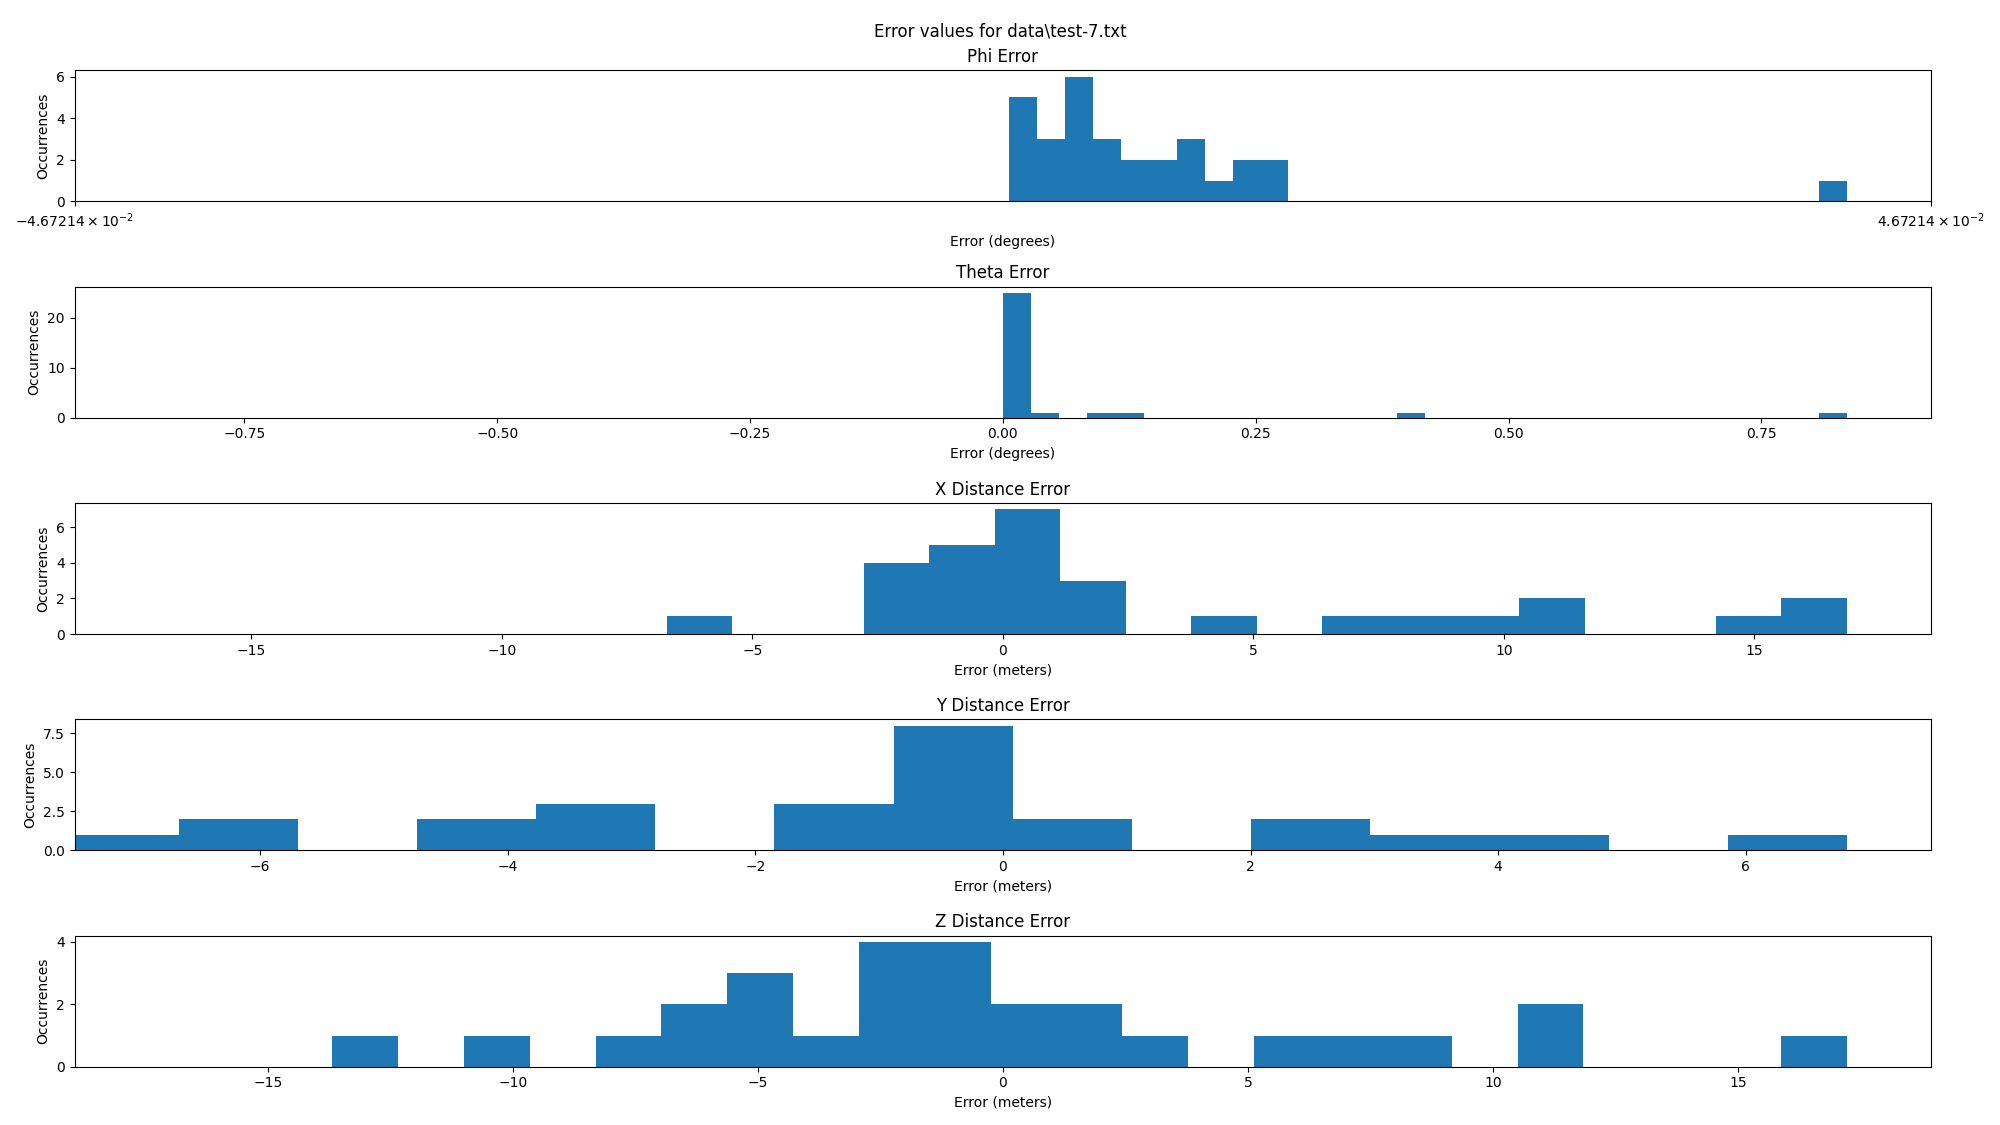 Error values for data\test-7.txt
Phi Error
Occurrences
6
4
2
0
−4.67214 × 10⁻²
4.67214 × 10⁻²
Error (degrees)
Theta Error
Occurrences
20
10
0
−0.75 −0.50 −0.25 0.00 0.25 0.50 0.75
Error (degrees)
X Distance Error
Occurrences
6
4
2
0
−15 −10 −5 0 5 10 15
Error (meters)
Y Distance Error
Occurrences
7.5
5.0
2.5
0.0
−6 −4 −2 0 2 4 6
Error (meters)
Z Distance Error
Occurrences
4
2
0
−15 −10 −5 0 5 10 15
Error (meters)